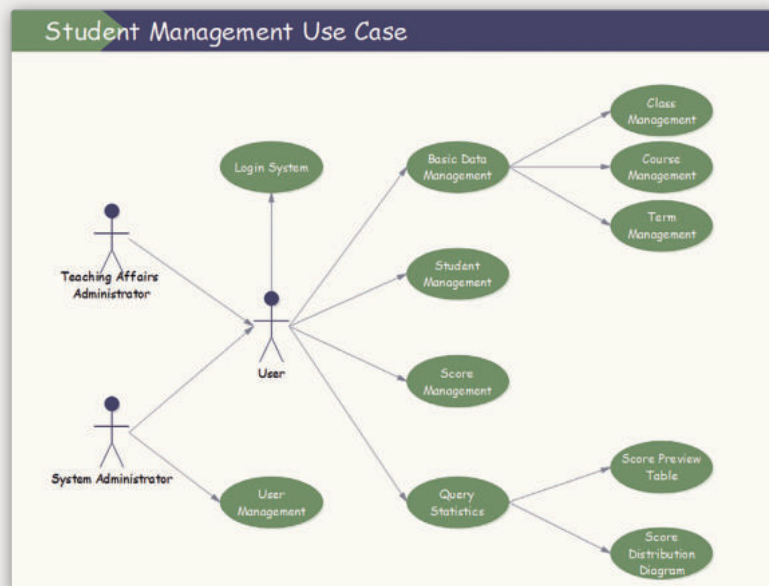 Student Management Use Case
Class
Management
Login System
Basic Data
Management
Course
Management
Term
Management
Teaching Affairs
Administrator
Student
Management
User
Score
Management
System Administrator
User
Management
Query
Statistics
Score Preview
Table
Score
Distribution
Diagram